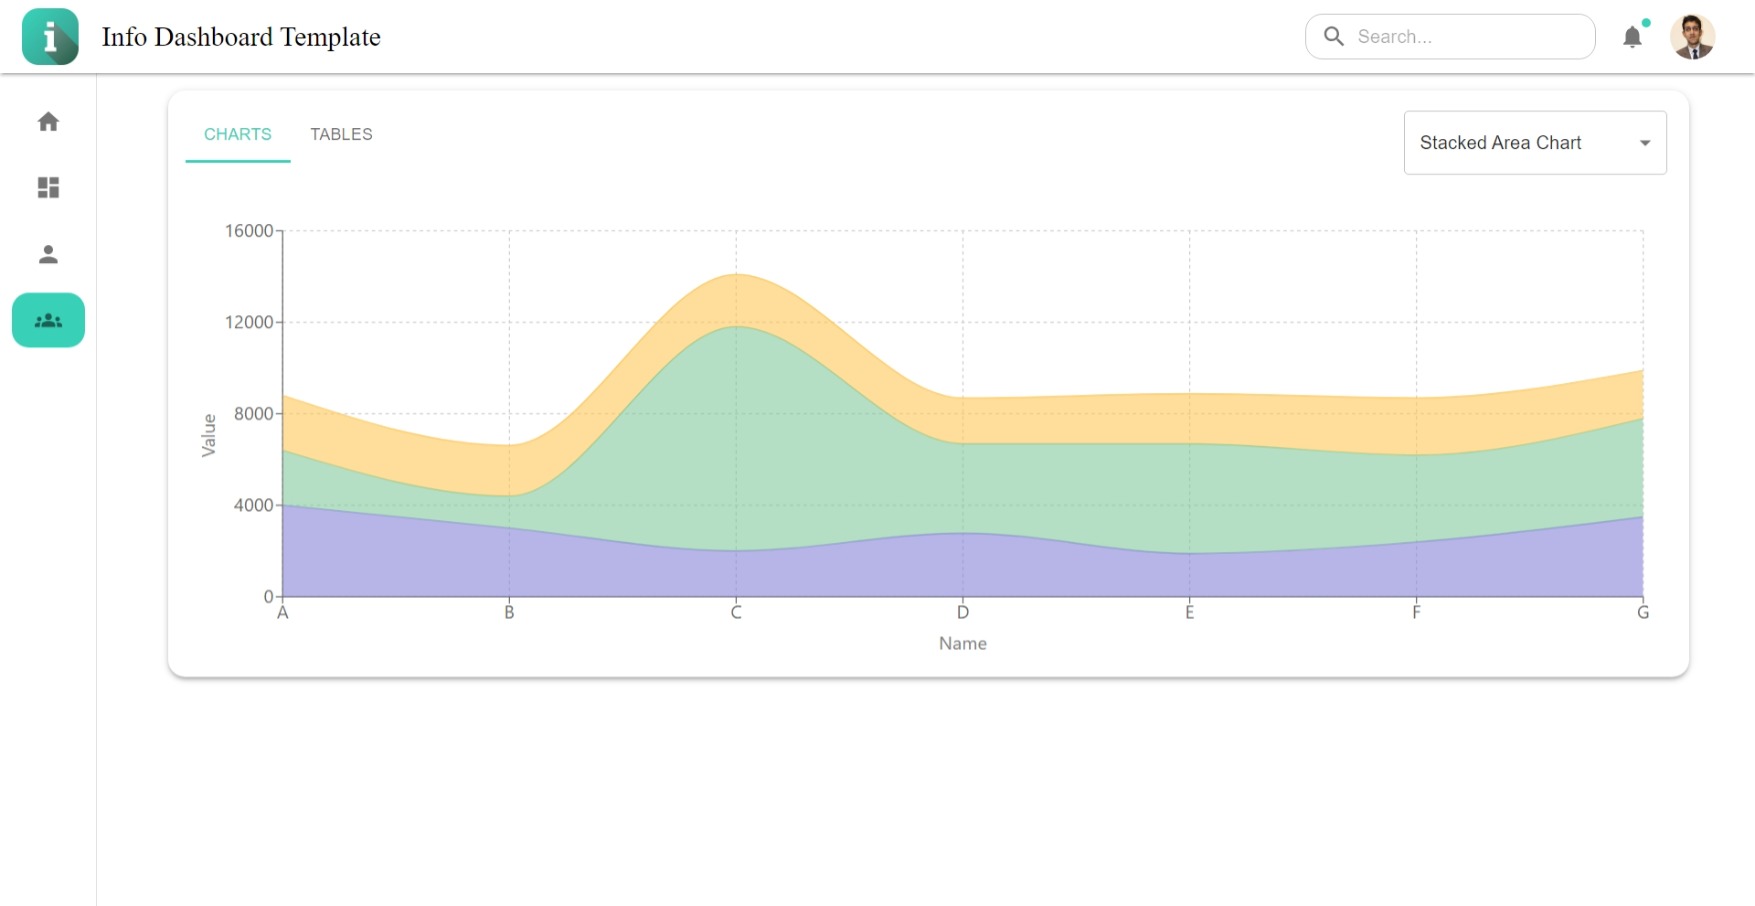 i
Info Dashboard Template
Search...
CHARTS
TABLES
Stacked Area Chart
16000
12000
8000
4000
0
Value
A
B
C
D
E
F
G
Name